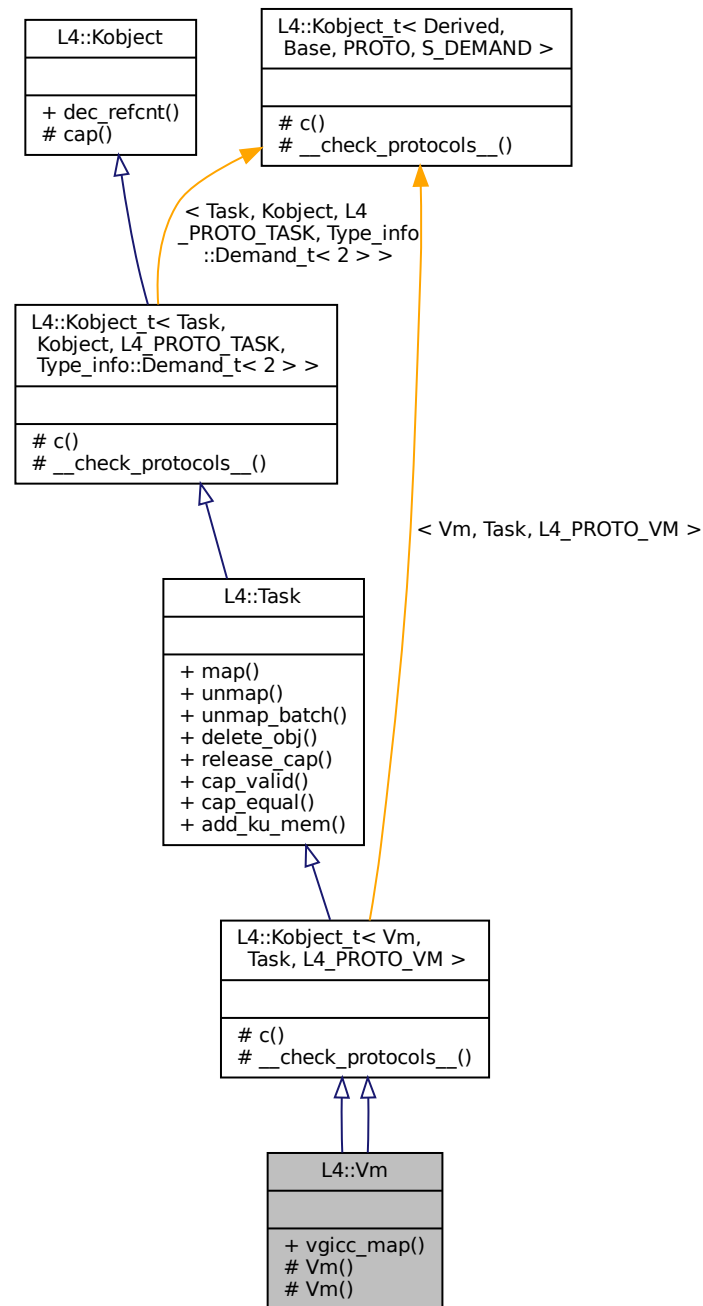 L4::Kobject
+ dec_refcnt()
# cap()
L4::Kobject_t< Derived,
Base, PROTO, S_DEMAND >
# c()
# __check_protocols__()
< Task, Kobject, L4
_PROTO_TASK, Type_info
::Demand_t< 2 > >
L4::Kobject_t< Task,
Kobject, L4_PROTO_TASK,
Type_info::Demand_t< 2 > >
# c()
# __check_protocols__()
< Vm, Task, L4_PROTO_VM >
L4::Task
+ map()
+ unmap()
+ unmap_batch()
+ delete_obj()
+ release_cap()
+ cap_valid()
+ cap_equal()
+ add_ku_mem()
L4::Kobject_t< Vm,
Task, L4_PROTO_VM >
# c()
# __check_protocols__()
L4::Vm
+ vgicc_map()
# Vm()
# Vm()